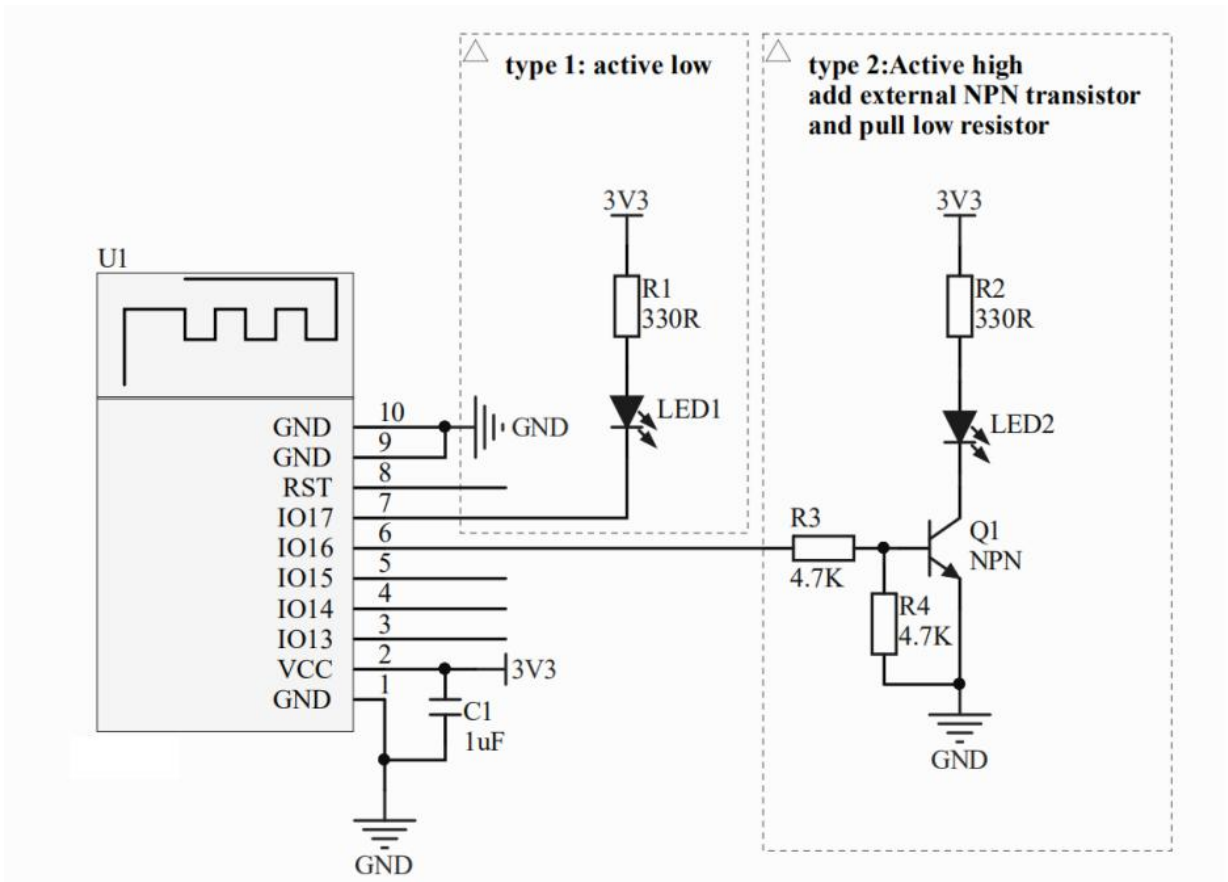 type 1: active low
type 2:Active high
add external NPN transistor
and pull low resistor
3V3
3V3
U1
R1
330R
R2
330R
LED1
LED2
GND
10
GND
GND
9
RST
8
IO17
7
IO16
6
IO15
5
IO14
4
IO13
3
VCC
2
3V3
GND
1
C1
1uF
GND
R3
4.7K
Q1
NPN
R4
4.7K
GND